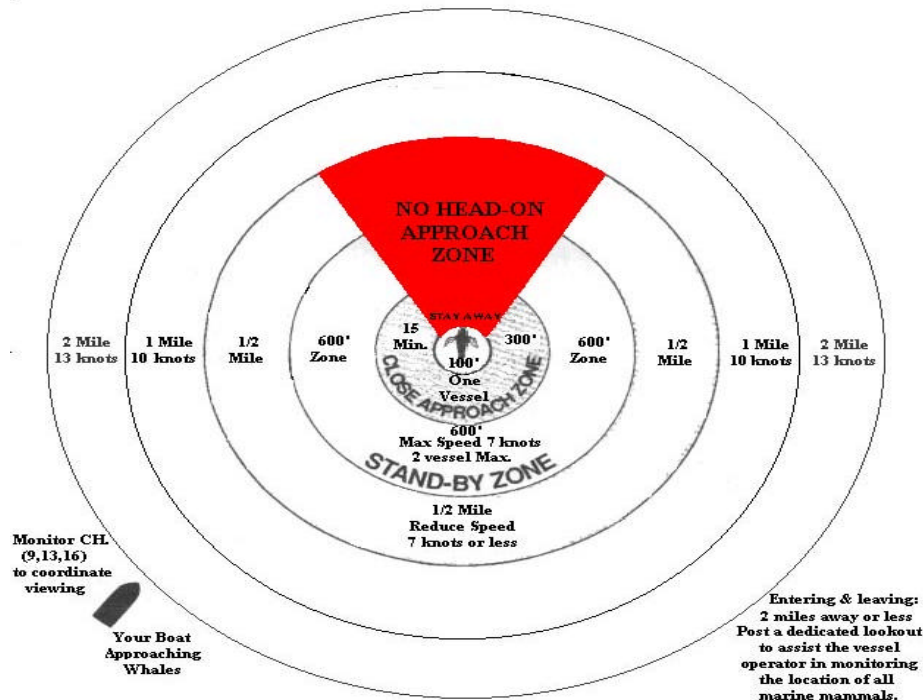 NO HEAD-ON
APPROACH
ZONE
STAY AWAY
2 Mile
13 knots
1 Mile
10 knots
1/2
Mile
600'
Zone
15
Min.
300'
600'
Zone
1/2
Mile
1 Mile
10 knots
2 Mile
13 knots
100'
One
Vessel
CLOSE APPROACH ZONE
600'
Max Speed 7 knots
2 vessel Max.
STAND-BY ZONE
1/2 Mile
Reduce Speed
7 knots or less
Monitor CH.
(9,13,16)
to coordinate
viewing
Your Boat
Approaching
Whales
Entering & leaving:
2 miles away or less
Post a dedicated lookout
to assist the vessel
operator in monitoring
the location of all
marine mammals.